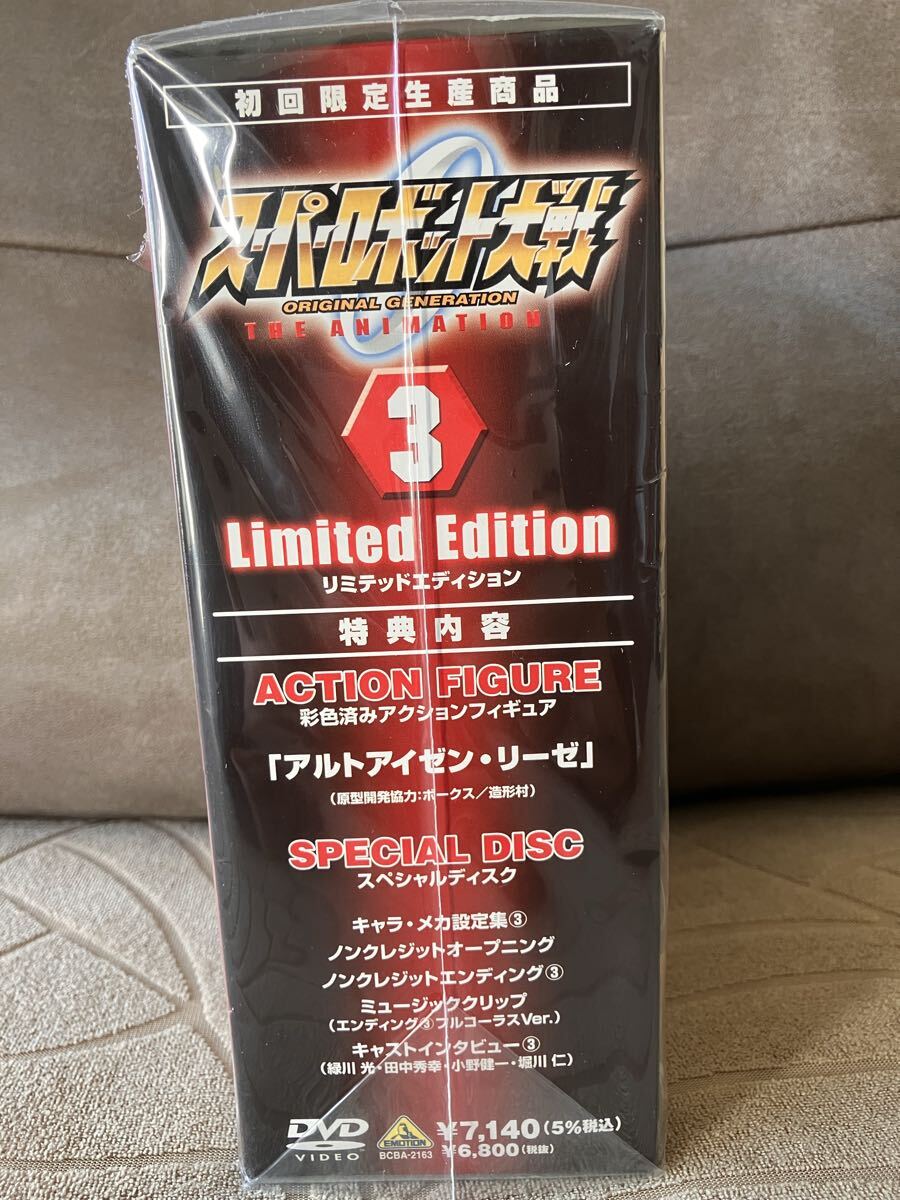 初回限定生産商品
スーパーロボット大戦
ORIGINAL GENERATION
THE ANIMATION
3
Limited Edition
リミテッドエディション
特典内容
ACTION FIGURE
彩色済みアクションフィギュア
「アルトアイゼン・リーゼ」
(原型開発協力:ボークス/造形村)
SPECIAL DISC
スペシャルディスク
キャラ・メカ設定集③
ノンクレジットオープニング
ノンクレジットエンディング③
ミュージッククリップ
(エンディング③フルコーラスVer.)
キャストインタビュー③
(緑川 光・田中秀幸・小野健一・堀川 仁)
DVD
VIDEO
EMOTION
BCBA-2163
¥7,140(5%税込)
¥6,800(税抜)